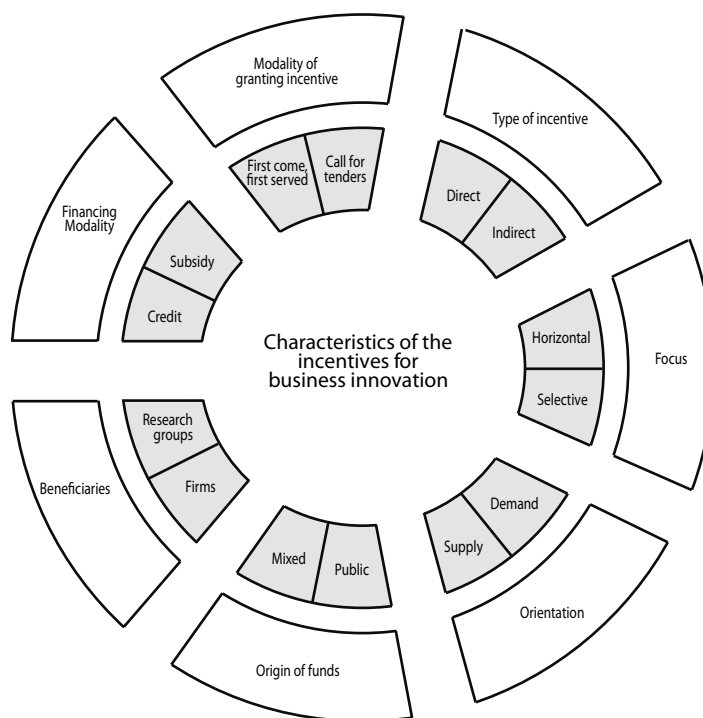 Modality of
granting incentive
First come,
first served
Call for
tenders
Type of incentive
Direct
Indirect
Financing
Modality
Subsidy
Credit
Characteristics of the
incentives for
business innovation
Horizontal
Selective
Focus
Beneficiaries
Research
groups
Firms
Demand
Supply
Orientation
Mixed
Public
Origin of funds